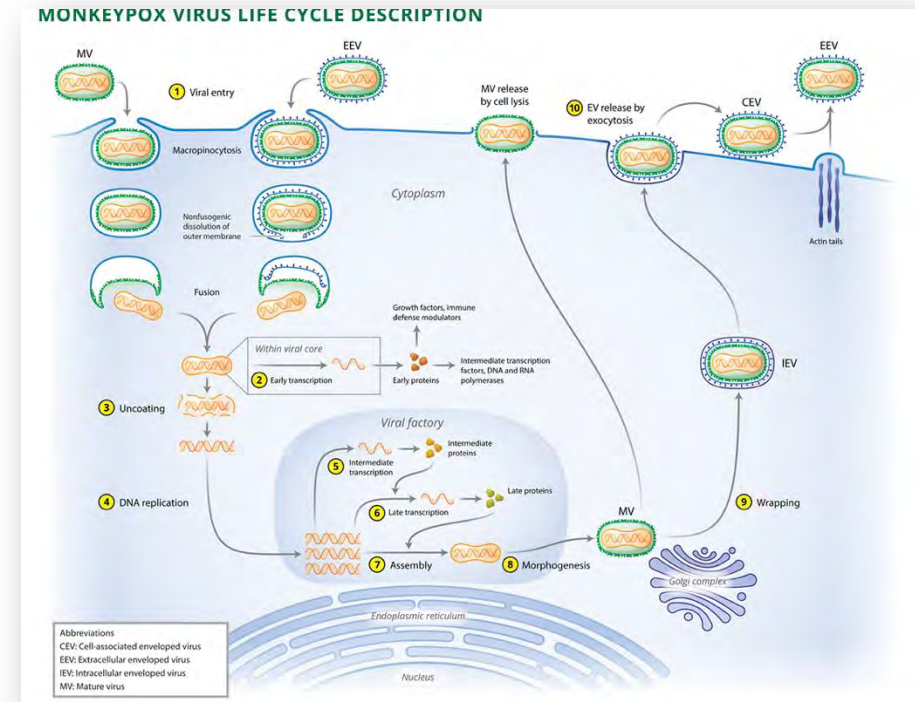 MONKEYPOX VIRUS LIFE CYCLE DESCRIPTION
MV
EEV
1 Viral entry
Macropinocytosis
Nonfusogenic
dissolution of
outer membrane
Fusion
MV release
by cell lysis
10 EV release by
exocytosis
CEV
EEV
Actin tails
Cytoplasm
Growth factors, immune
defense modulators
Within viral core
2 Early transcription
Early proteins
Intermediate transcription
factors, DNA and RNA
polymerases
3 Uncoating
4 DNA replication
Viral factory
5 Intermediate
transcription
Intermediate
proteins
6 Late transcription
Late proteins
7 Assembly
8 Morphogenesis
MV
IEV
9 Wrapping
Golgi complex
Endoplasmic reticulum
Nucleus
Abbreviations
CEV: Cell-associated enveloped virus
EEV: Extracellular enveloped virus
IEV: Intracellular enveloped virus
MV: Mature virus